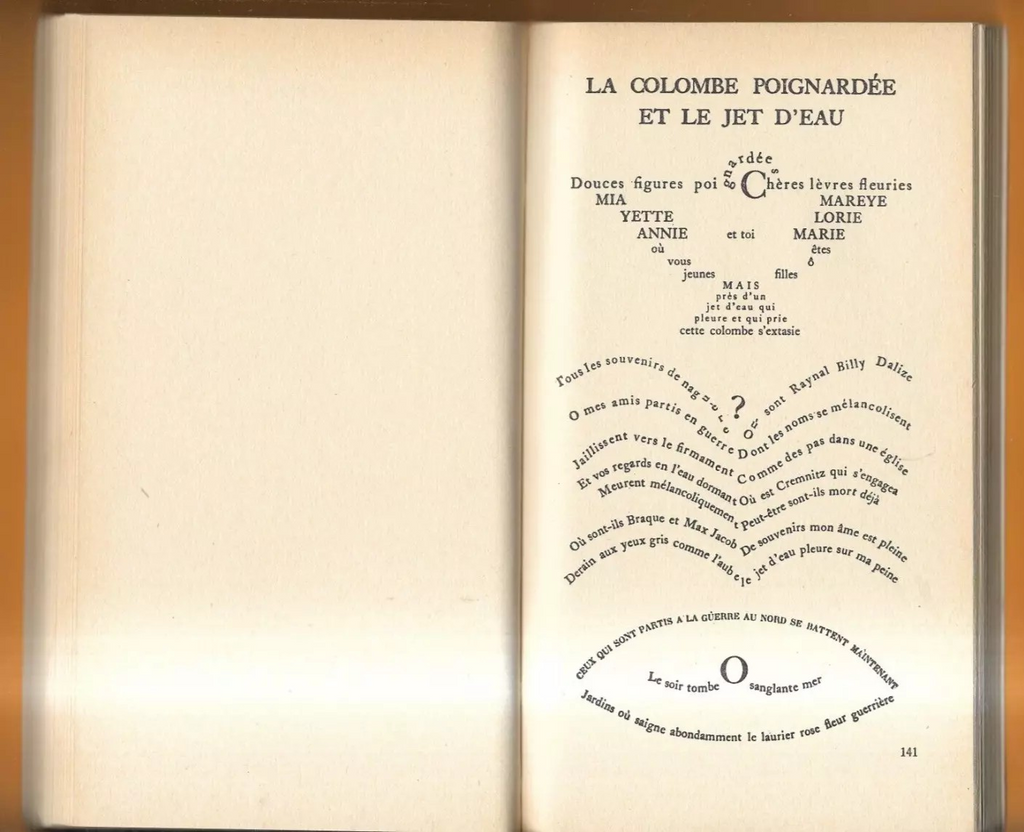 LA COLOMBE POIGNARDÉE
ET LE JET D'EAU
Douces figures poignardées Chères lèvres fleuries
MIA MAREYE
YETTE LORIE
ANNIE et toi MARIE
où êtes
vous ô
jeunes filles
MAIS
près d'un
jet d'eau qui
pleure et qui prie
cette colombe s'extasie
Tous les souvenirs de naguère
O mes amis partis en guerre
Jaillissent vers le firmament
Et vos regards en l'eau dormant
Meurent mélancoliquement
Où sont-ils Braque et Max Jacob
Derain aux yeux gris comme l'aube
?
Où sont Raynal Billy Dalize
Dont les noms se mélancolisent
Comme des pas dans une église
Où est Cremnitz qui s'engagea
Peut-être sont-ils mort déjà
De souvenirs mon âme est pleine
le jet d'eau pleure sur ma peine
CEUX QUI SONT PARTIS A LA GUERRE AU NORD SE BATTENT MAINTENANT
Le soir tombe O sanglante mer
Jardins où saigne abondamment le laurier rose fleur guerrière
141